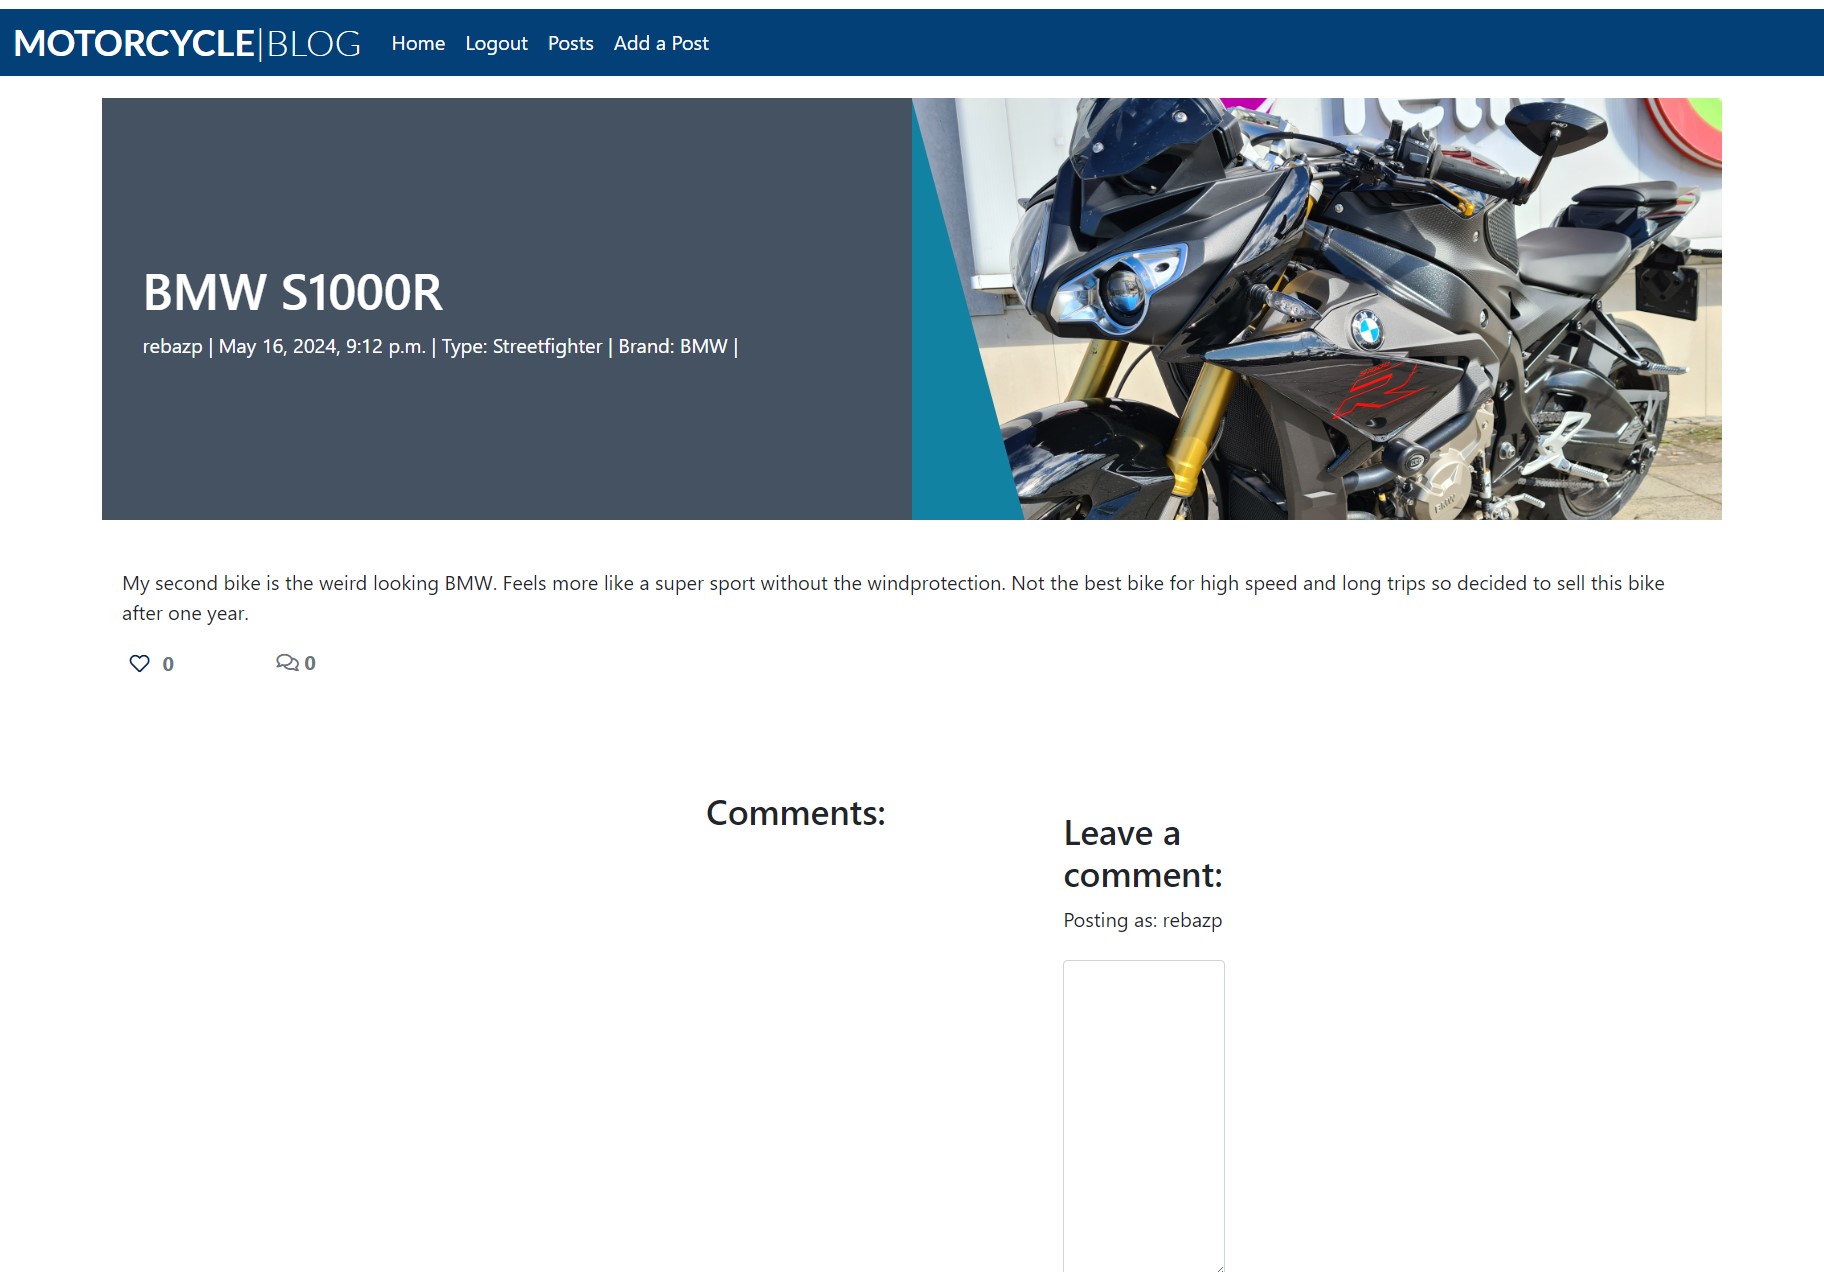 MOTORCYCLE|BLOG Home Logout Posts Add a Post
BMW S1000R
rebazp | May 16, 2024, 9:12 p.m. | Type: Streetfighter | Brand: BMW |
My second bike is the weird looking BMW. Feels more like a super sport without the windprotection. Not the best bike for high speed and long trips so decided to sell this bike
after one year.
0 0
Comments:
Leave a
comment:
Posting as: rebazp